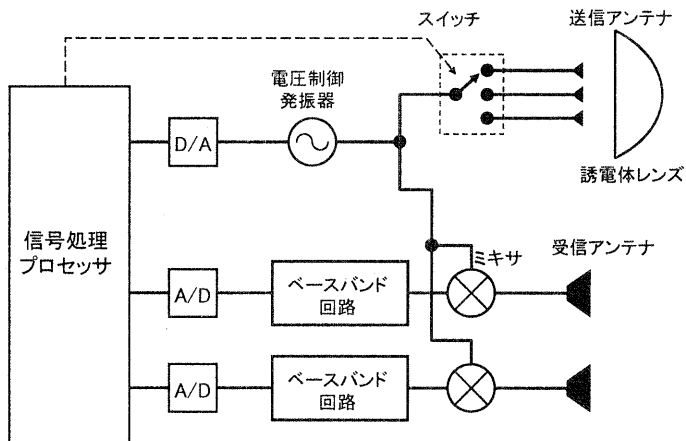 スイッチ
送信アンテナ
電圧制御
発振器
D/A
誘電体レンズ
信号処理
プロセッサ
ミキサ
受信アンテナ
A/D
ベースバンド
回路
A/D
ベースバンド
回路